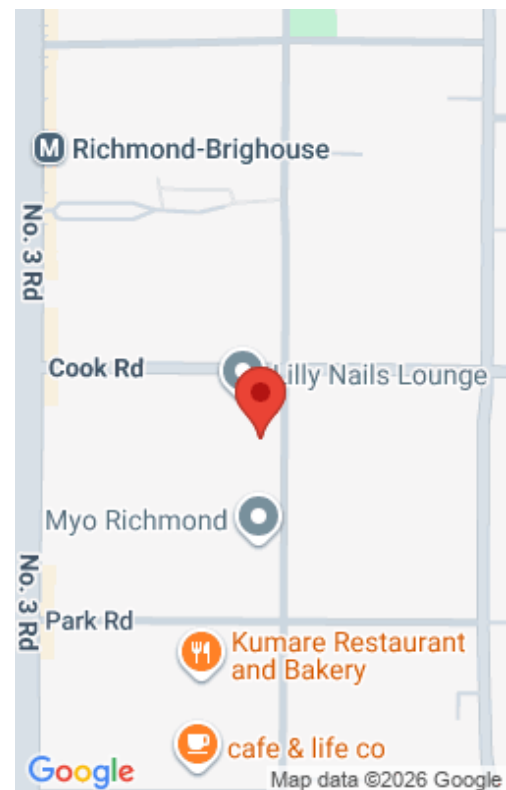 M Richmond-Brighouse
No. 3 Rd
Cook Rd
Lilly Nails Lounge
Myo Richmond
No. 3 Rd
Park Rd
Kumare Restaurant
and Bakery
cafe & life co
Google
Map data ©2026 Google